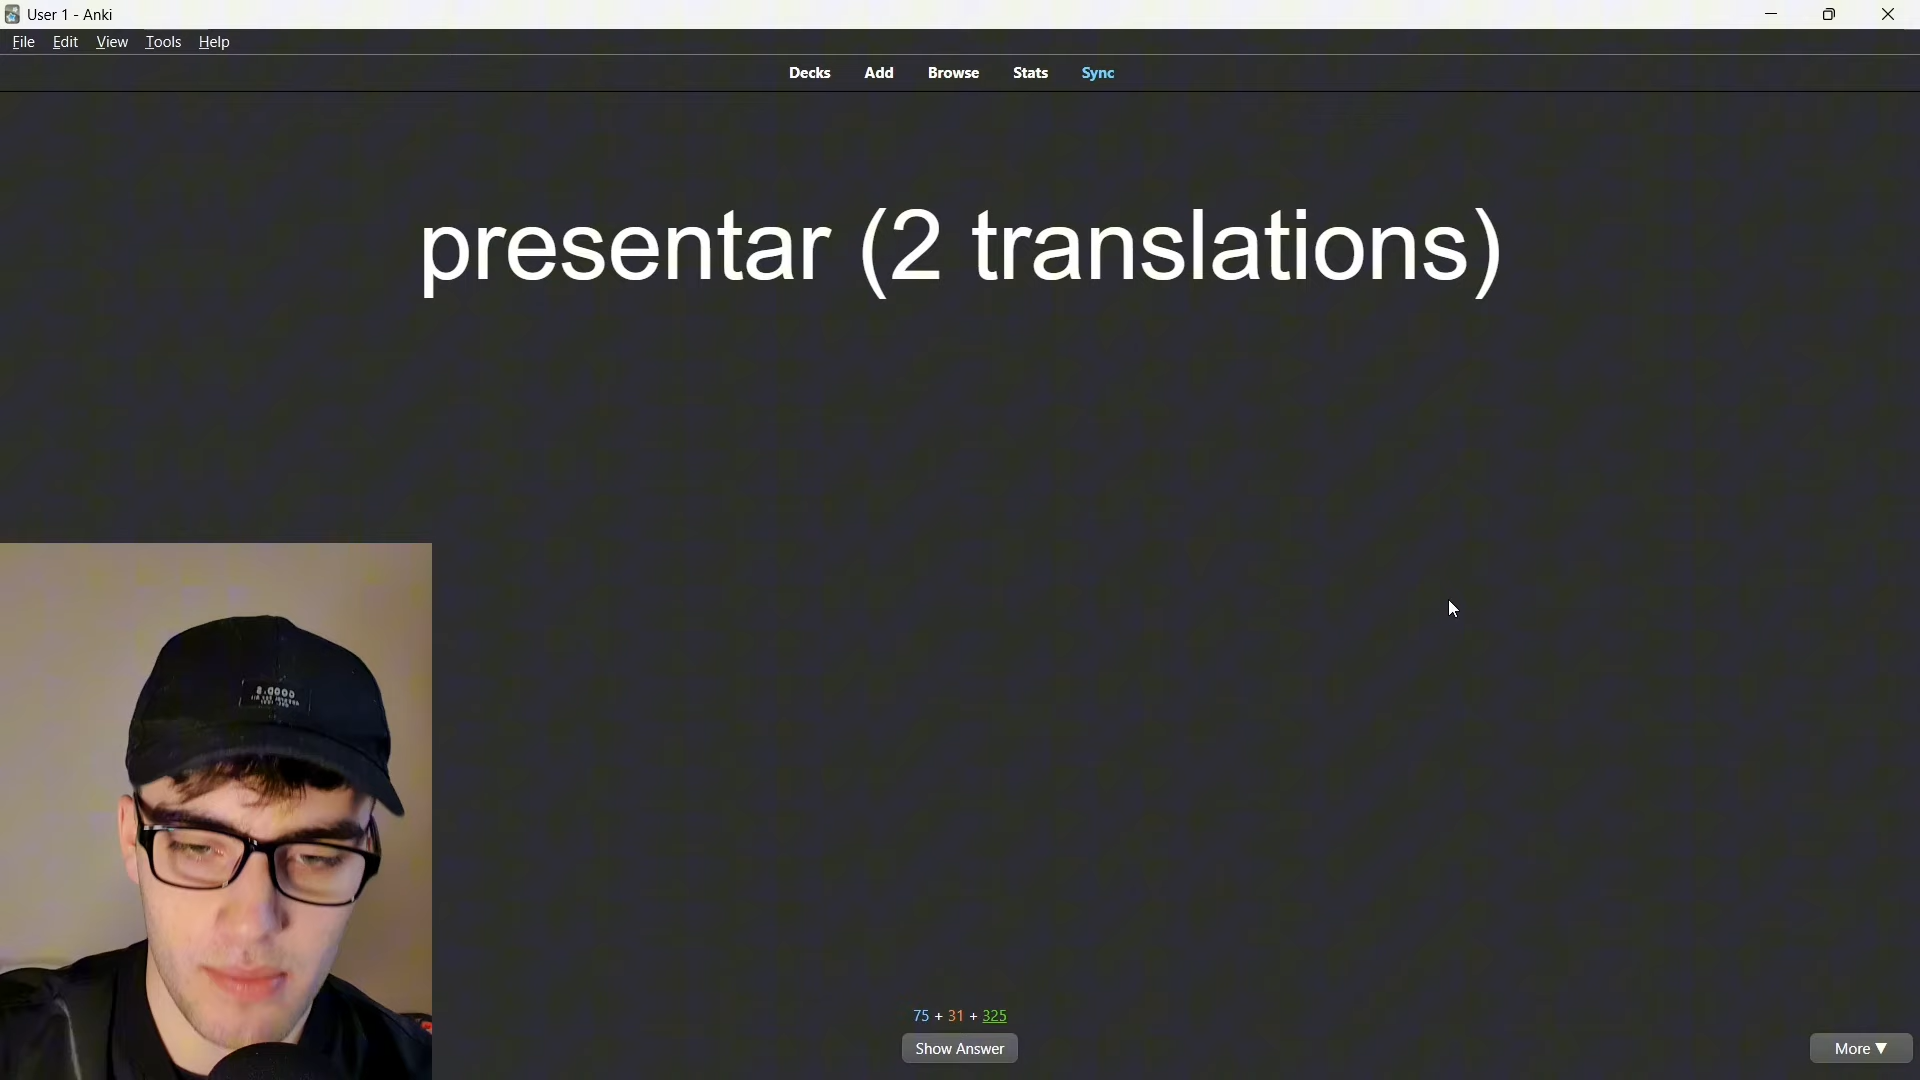 User 1 - Anki
File Edit View Tools Help
Decks Add Browse Stats Sync
presentar (2 translations)
75 + 31 + 325
Show Answer
More ▼